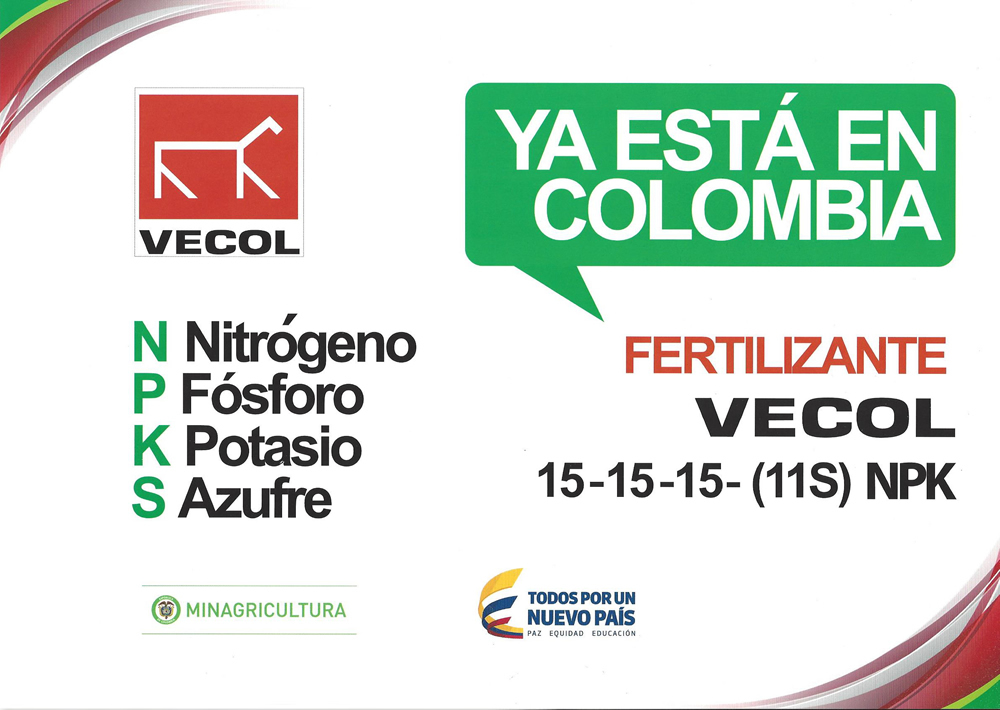 VECOL
YA ESTÁ EN
COLOMBIA
N Nitrógeno
P Fósforo
K Potasio
S Azufre
FERTILIZANTE
VECOL
15-15-15- (11S) NPK
MINAGRICULTURA
TODOS POR UN
NUEVO PAÍS
PAZ EQUIDAD EDUCACIÓN